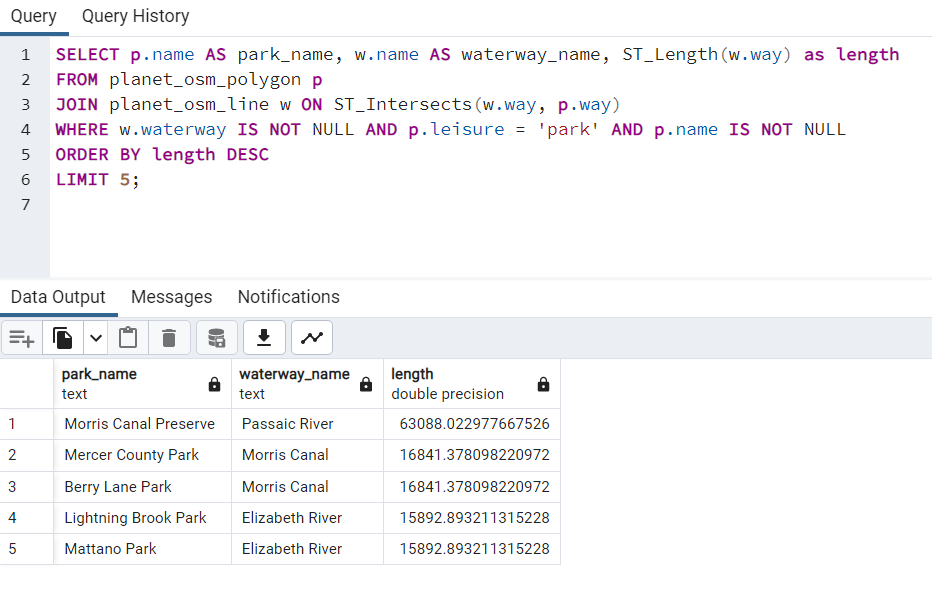 Query Query History
1 SELECT p.name AS park_name, w.name AS waterway_name, ST_Length(w.way) as length
2 FROM planet_osm_polygon p
3 JOIN planet_osm_line w ON ST_Intersects(w.way, p.way)
4 WHERE w.waterway IS NOT NULL AND p.leisure = 'park' AND p.name IS NOT NULL
5 ORDER BY length DESC
6 LIMIT 5;
7
Data Output Messages Notifications
park_name waterway_name length
text text double precision
1 Morris Canal Preserve Passaic River 63088.022977667526
2 Mercer County Park Morris Canal 16841.378098220972
3 Berry Lane Park Morris Canal 16841.378098220972
4 Lightning Brook Park Elizabeth River 15892.893211315228
5 Mattano Park Elizabeth River 15892.893211315228